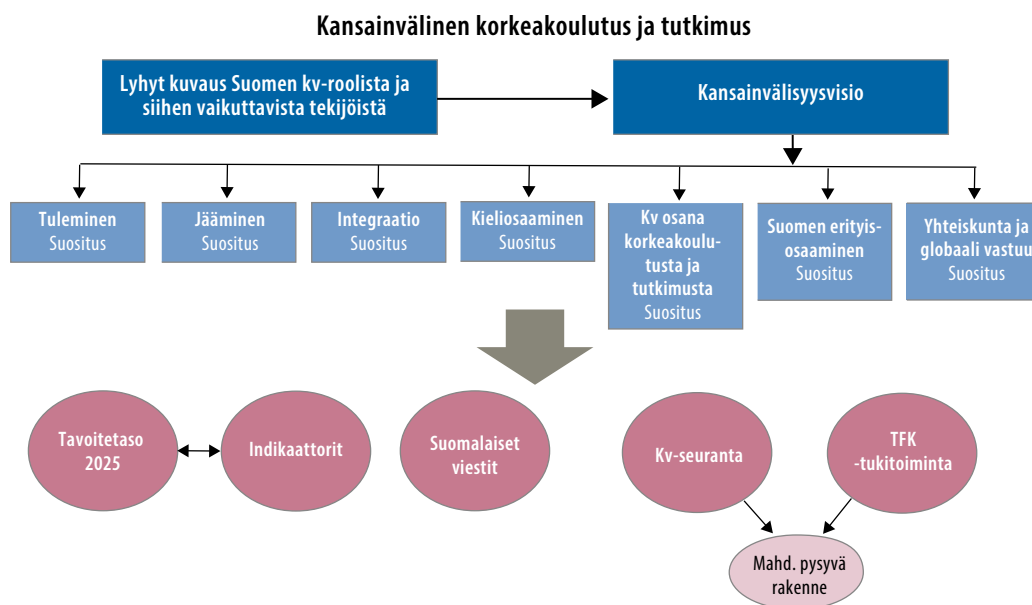 Kansainvälinen korkeakoulutus ja tutkimus
Lyhyt kuvaus Suomen kv-roolista ja
siihen vaikuttavista tekijöistä
Kansainvälisyysvisio
Tuleminen
Suositus
Jääminen
Suositus
Integraatio
Suositus
Kieliosaaminen
Suositus
Kv osana
korkeakoulu-
tusta ja
tutkimusta
Suositus
Suomen erityis-
osaaminen
Suositus
Yhteiskunta ja
globaali vastuu
Suositus
Tavoitetaso
2025
Indikaattorit
Suomalaiset
viestit
Kv-seuranta
TFK
-tukitoiminta
Mahd. pysyvä
rakenne